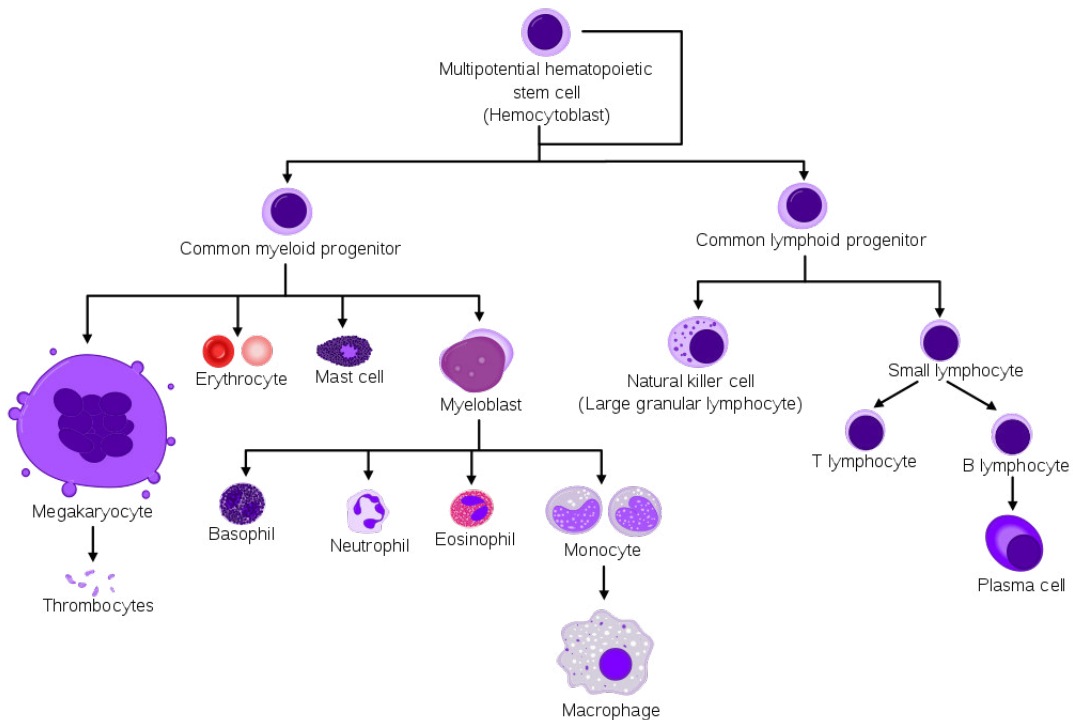 Multipotential hematopoietic
stem cell
(Hemocytoblast)
Common myeloid progenitor
Common lymphoid progenitor
Erythrocyte
Mast cell
Myeloblast
Natural killer cell
(Large granular lymphocyte)
Small lymphocyte
T lymphocyte
B lymphocyte
Megakaryocyte
Basophil
Neutrophil
Eosinophil
Monocyte
Plasma cell
Thrombocytes
Macrophage